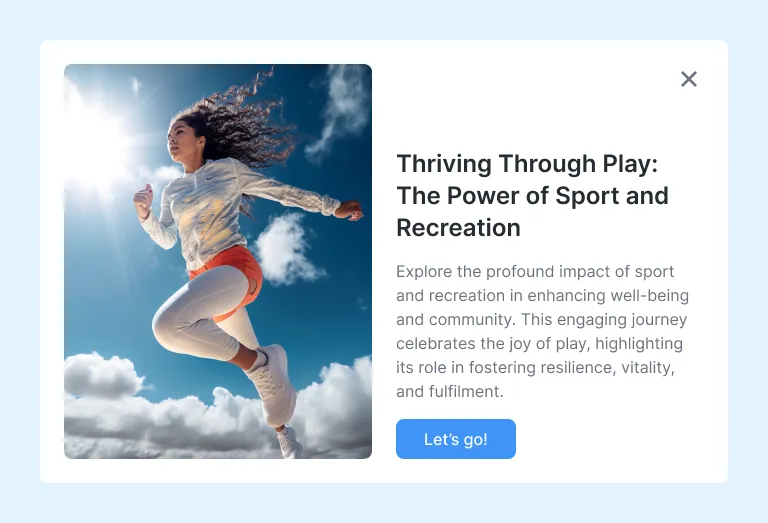 Thriving Through Play:
The Power of Sport and
Recreation
Explore the profound impact of sport
and recreation in enhancing well-being
and community. This engaging journey
celebrates the joy of play, highlighting
its role in fostering resilience, vitality,
and fulfilment.
Let’s go!